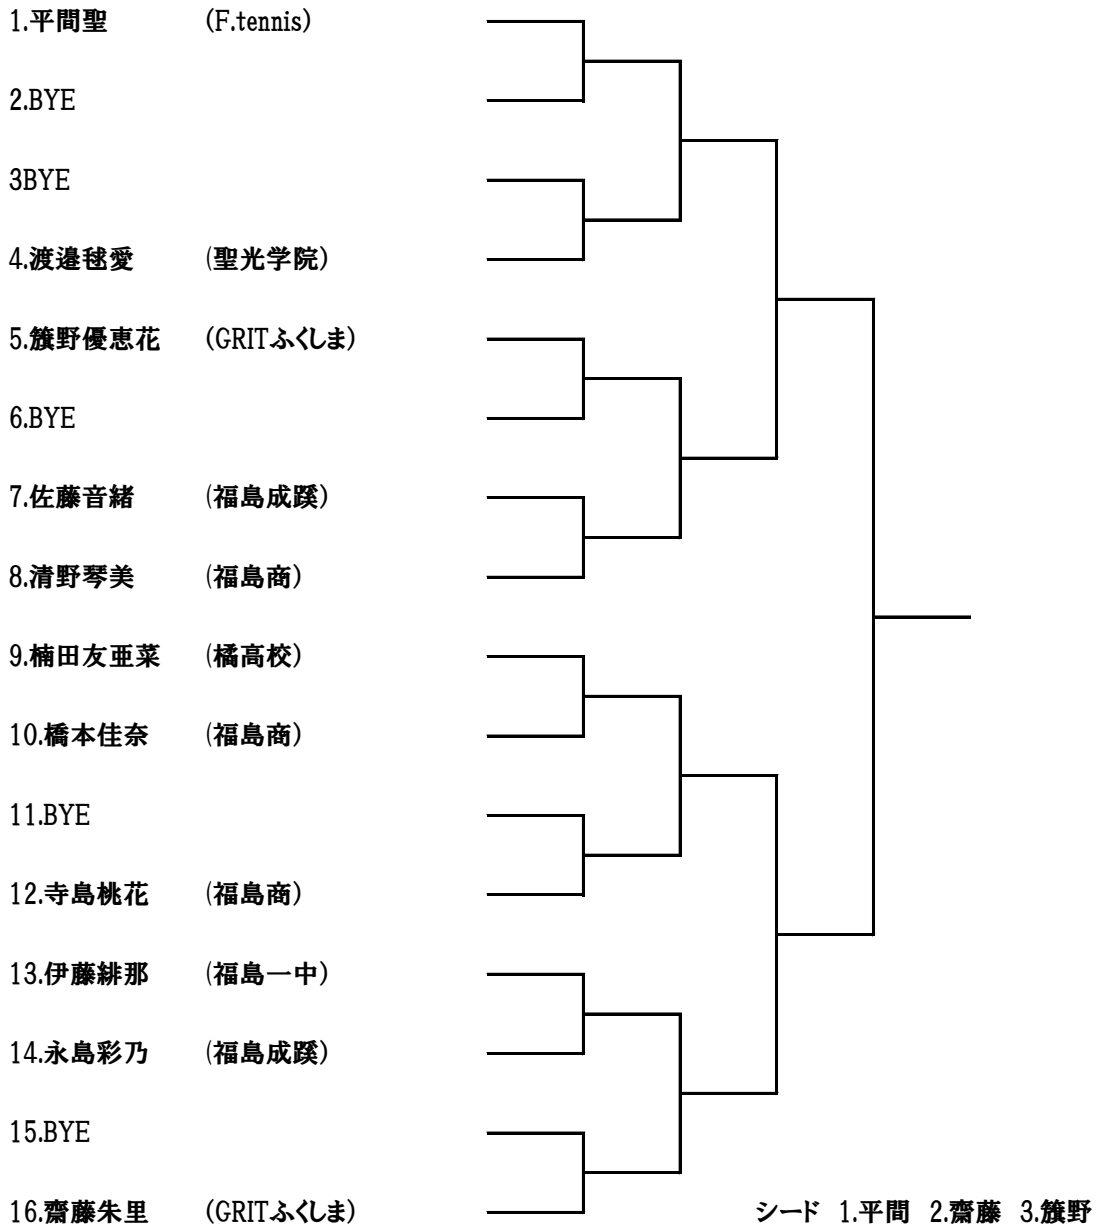 1.平間聖 (F.tennis)
2.BYE
3BYE
4.渡邉毬愛 (聖光学院)
5.籏野優恵花 (GRITふくしま)
6.BYE
7.佐藤音緒 (福島成蹊)
8.清野琴美 (福島商)
9.楠田友亜菜 (橘高校)
10.橋本佳奈 (福島商)
11.BYE
12.寺島桃花 (福島商)
13.伊藤緋那 (福島一中)
14.永島彩乃 (福島成蹊)
15.BYE
16.齋藤朱里 (GRITふくしま)
シード 1.平間 2.齋藤 3.籏野